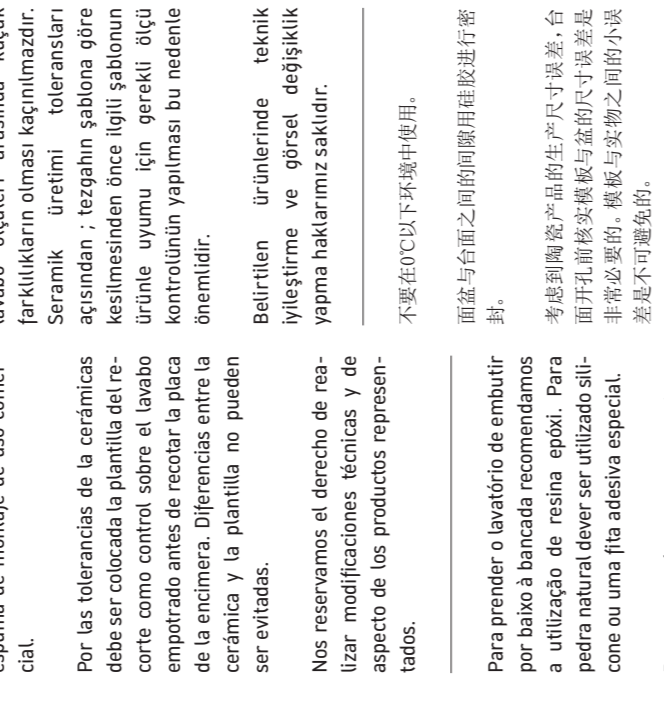 espuma de montaje de uso comer-
cial.
Por las tolerancias de la cerámicas
debe ser colocada la plantilla del re-
corte como control sobre el lavabo
empotrado antes de recotar la placa
de la encimera. Diferencias entre la
cerámica y la plantilla no pueden
ser evitadas.
Nos reservamos el derecho de rea-
lizar modificaciones técnicas y de
aspecto de los productos represen-
tados.
Para prender o lavatório de embutir
por baixo à bancada recomendamos
a utilização de resina epóxi. Para
pedra natural dever ser utilizado sili-
cone ou uma fita adesiva especial.
lavabo ölçüleri arasında küçük
farklılıkların olması kaçınılmazdır.
Seramik üretimi toleransları
açısından ; tezgahın şablona göre
kesilmesinden önce ilgili şablonun
ürünle uyumu için gerekli ölçü
kontrolünün yapılması bu nedenle
önemlidir.
Belirtilen ürünlerinde teknik
iyileştirme ve görsel değişiklik
yapma haklarımız saklıdır.
不要在0℃以下环境中使用。
面盆与台面之间的间隙用硅胶进行密
封。
考虑到陶瓷产品的生产尺寸误差，台
面开孔前核实模板与盆的尺寸误差是
非常必要的。模板与实物之间的小误
差是不可避免的。